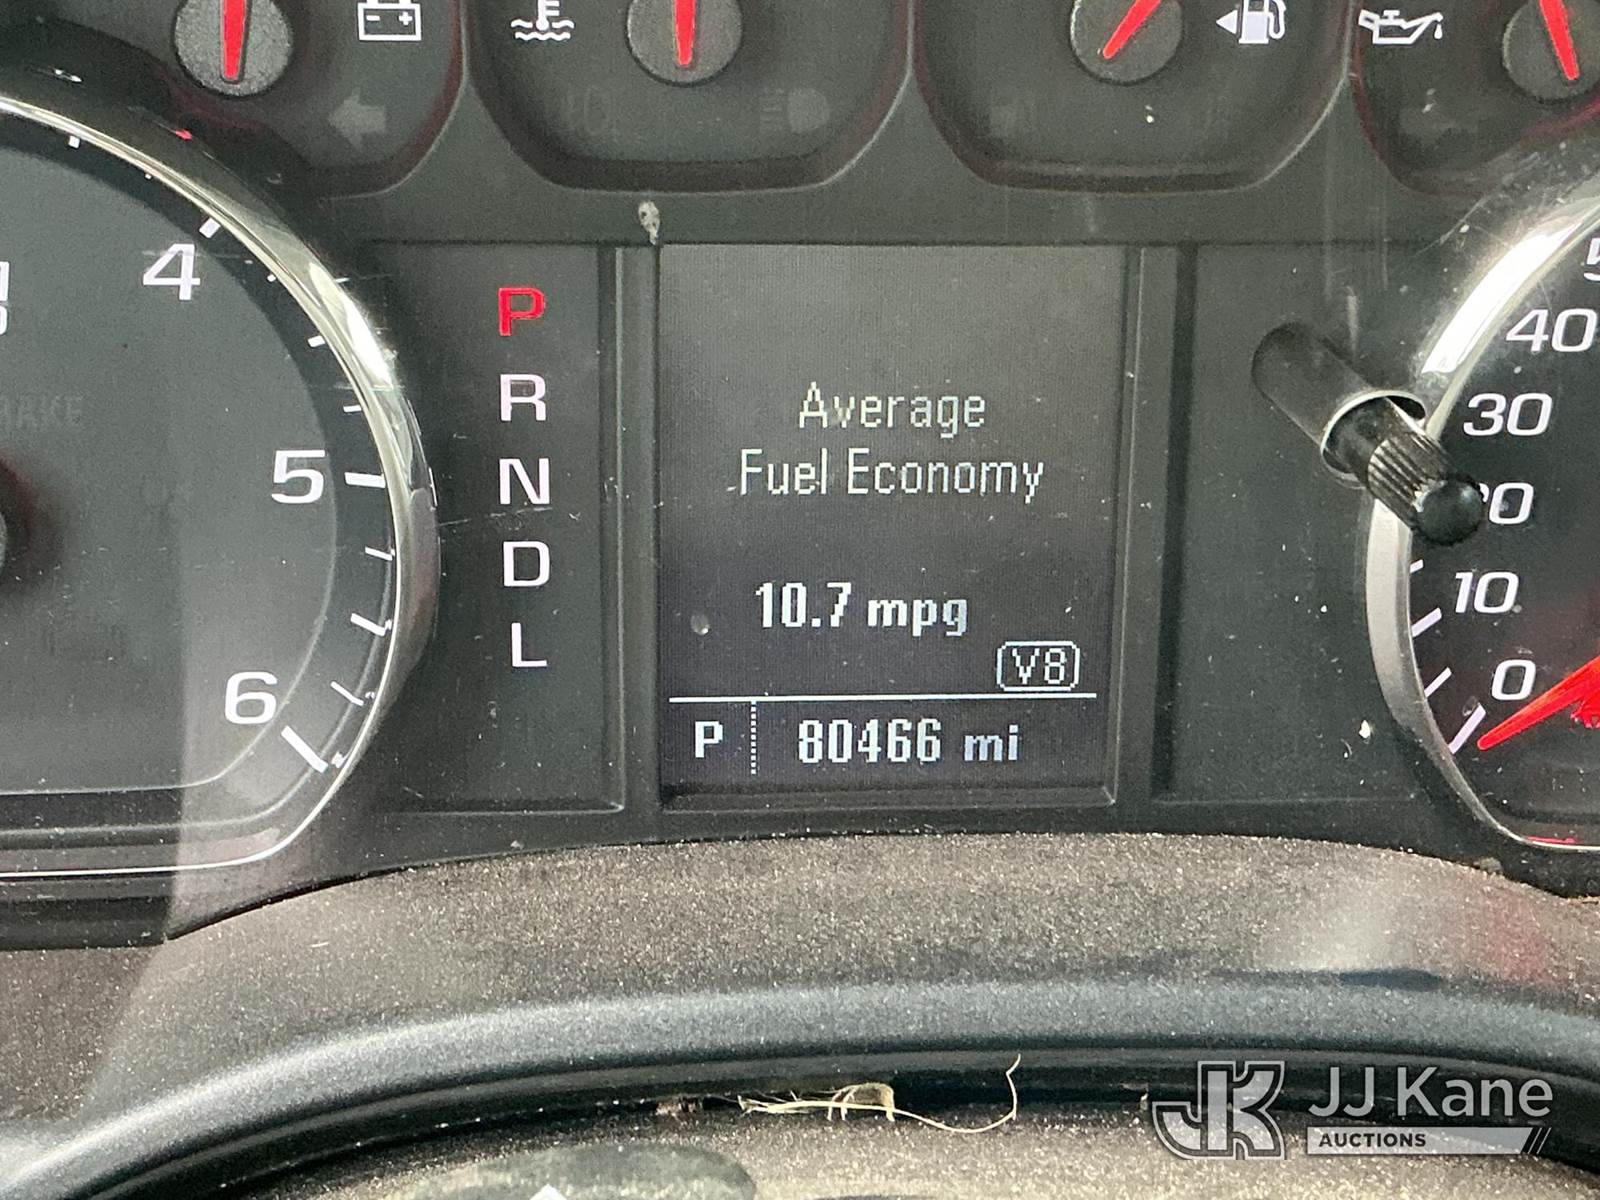 4
5
6
P
R
N
D
L
Average
Fuel Economy
10.7 mpg
V8
P 80466 mi
40
30
10
0
JK JJ Kane
AUCTIONS